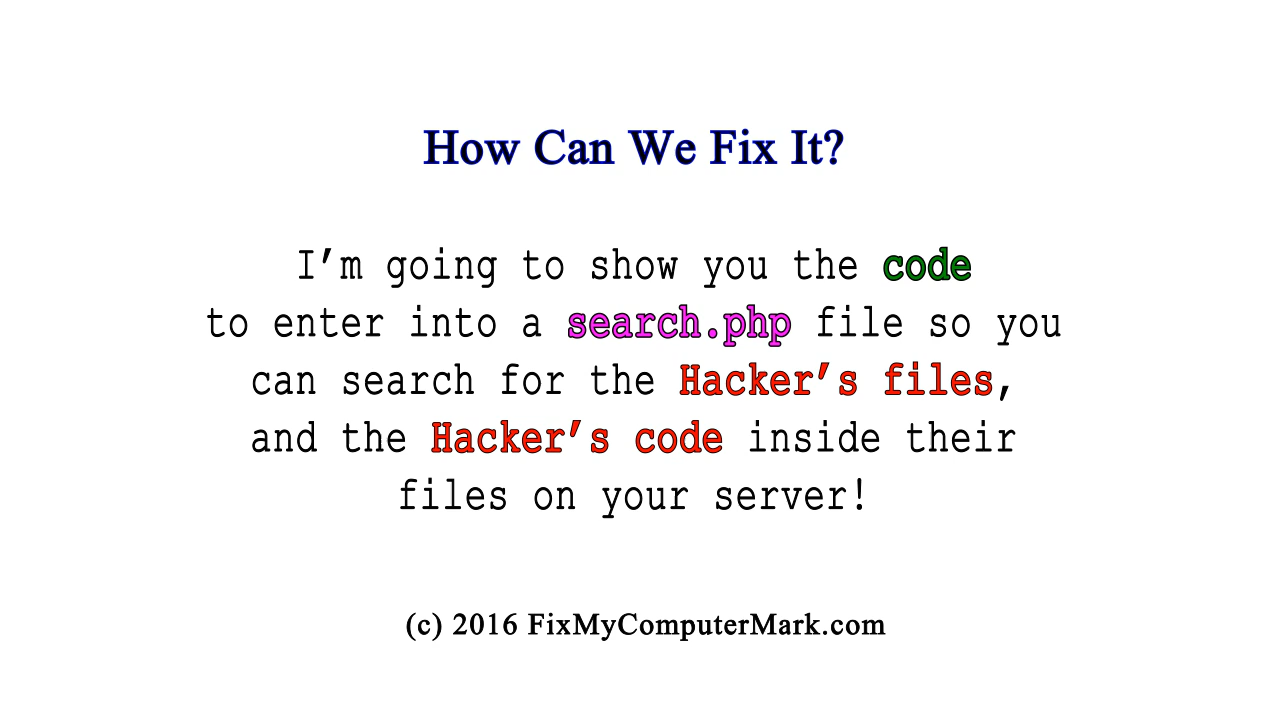 How Can We Fix It?
I’m going to show you the code
to enter into a search.php file so you
can search for the Hacker’s files,
and the Hacker’s code inside their
files on your server!
(c) 2016 FixMyComputerMark.com